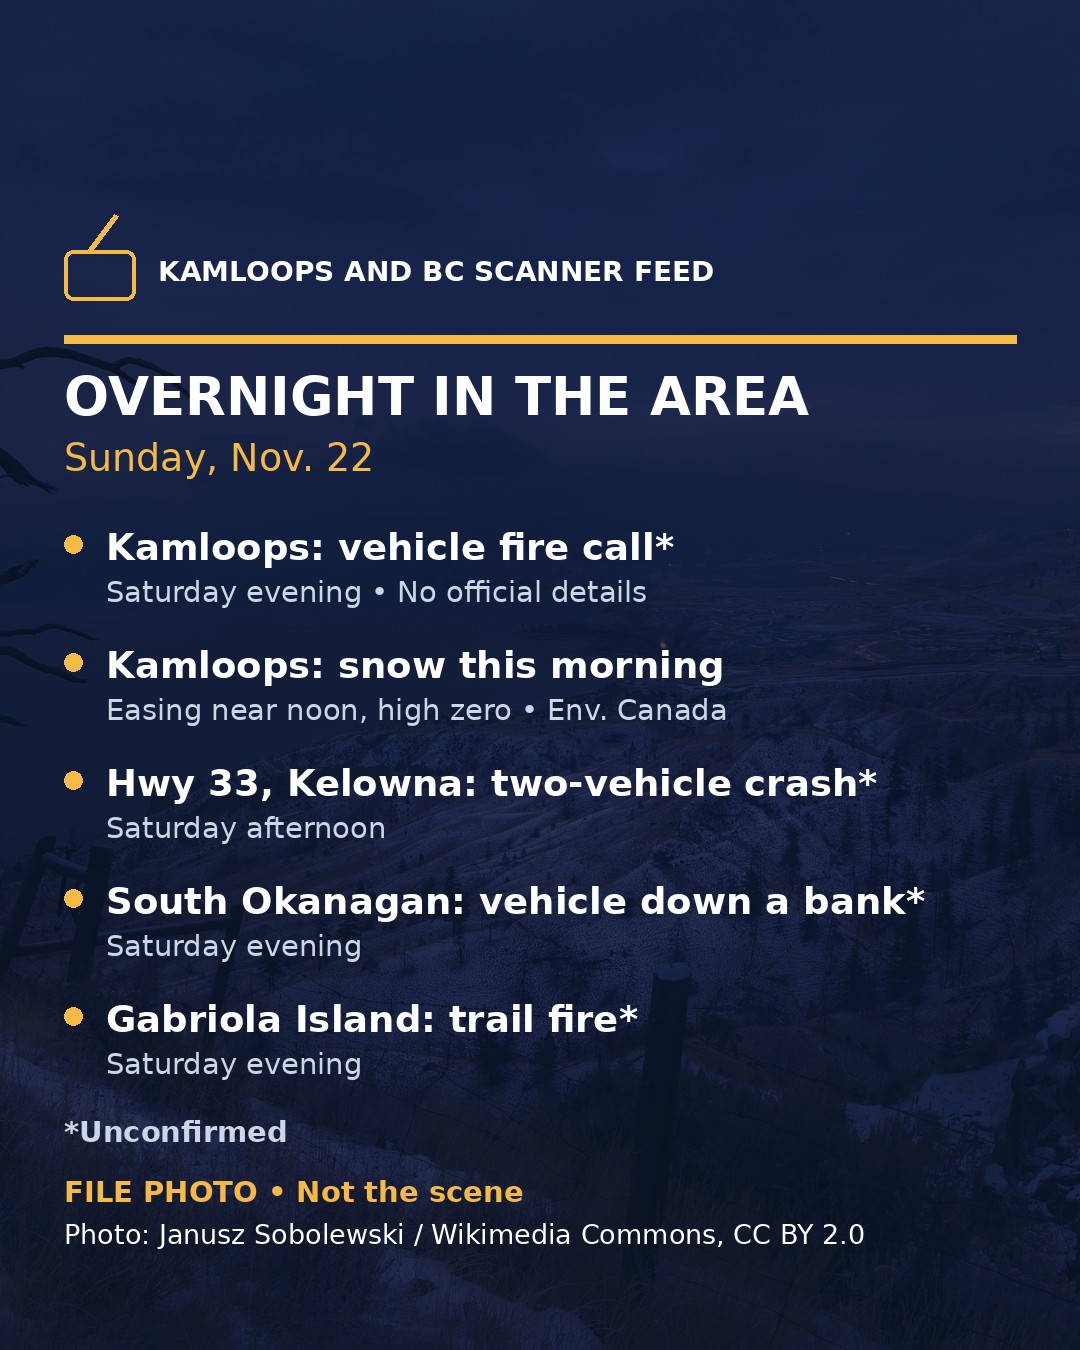 KAMLOOPS AND BC SCANNER FEED
OVERNIGHT IN THE AREA
Sunday, Nov. 22
Kamloops: vehicle fire call*
Saturday evening • No official details
Kamloops: snow this morning
Easing near noon, high zero • Env. Canada
Hwy 33, Kelowna: two-vehicle crash*
Saturday afternoon
South Okanagan: vehicle down a bank*
Saturday evening
Gabriola Island: trail fire*
Saturday evening
*Unconfirmed
FILE PHOTO • Not the scene
Photo: Janusz Sobolewski / Wikimedia Commons, CC BY 2.0